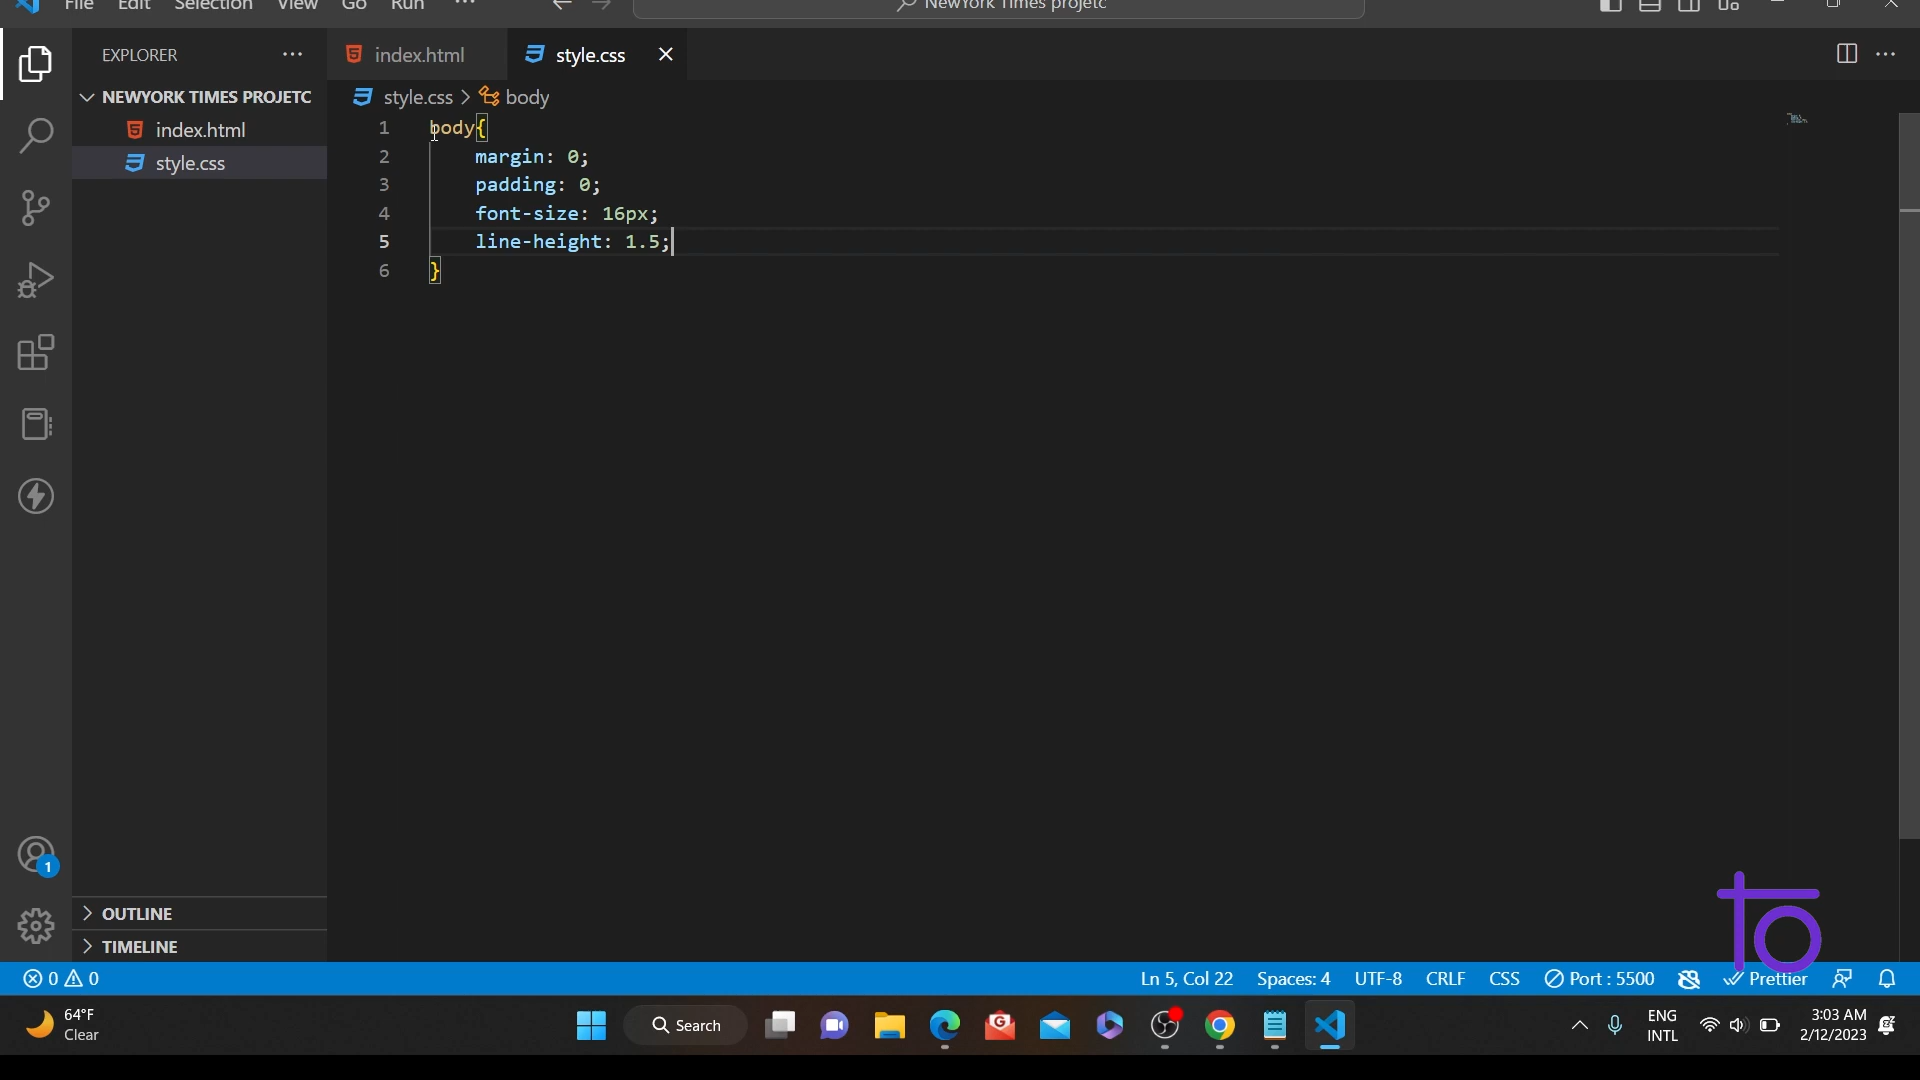 File Edit Selection View Go Run ···
NewYork Times projetc
EXPLORER
index.html
style.css
NEWYORK TIMES PROJETC
index.html
style.css
style.css > body
1 body{
2 margin: 0;
3 padding: 0;
4 font-size: 16px;
5 line-height: 1.5;
6 }
1
OUTLINE
TIMELINE
0 0
Ln 5, Col 22 Spaces: 4 UTF-8 CRLF CSS Port : 5500 Prettier
64°F
Clear
Search
ENG
INTL
3:03 AM
2/12/2023